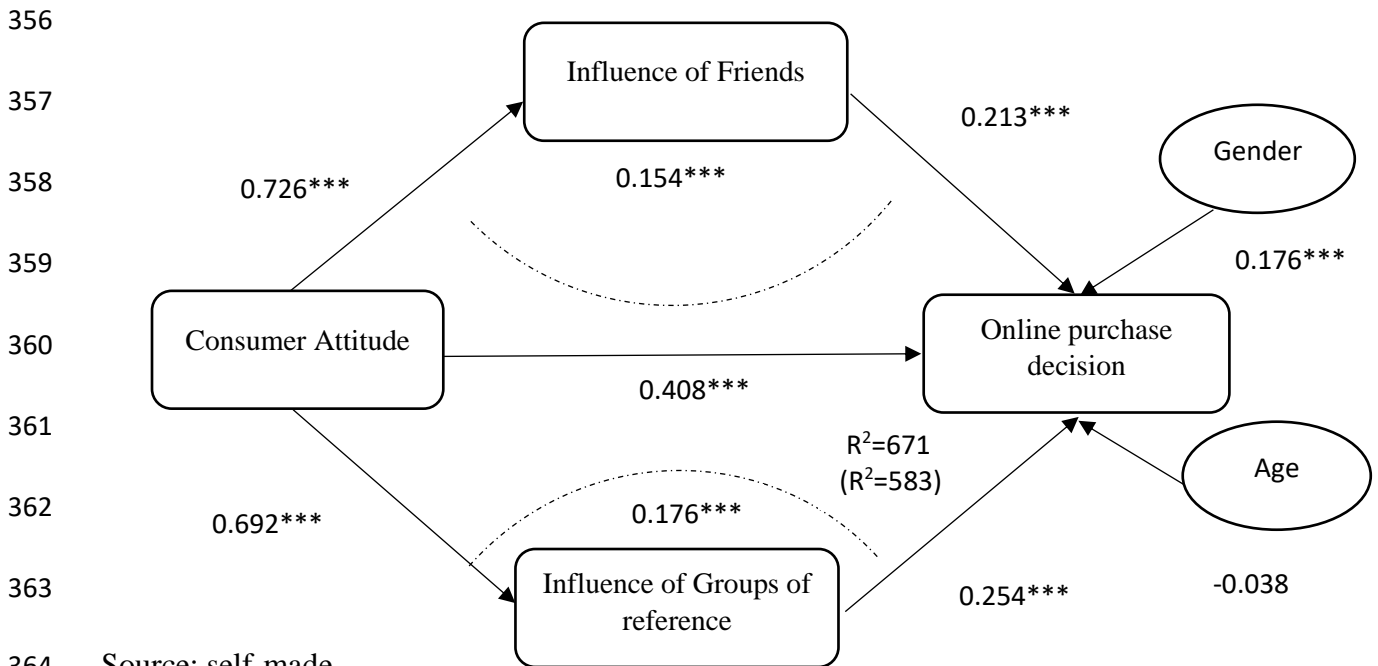 356
Influence of Friends
357
0.213***
Gender
358
0.726***
0.154***
359
0.176***
Consumer Attitude
360
Online purchase
decision
0.408***
361
R²=671
(R²=583)
Age
362
0.692***
0.176***
363
Influence of Groups of
reference
0.254***
-0.038
364
Source: self-made